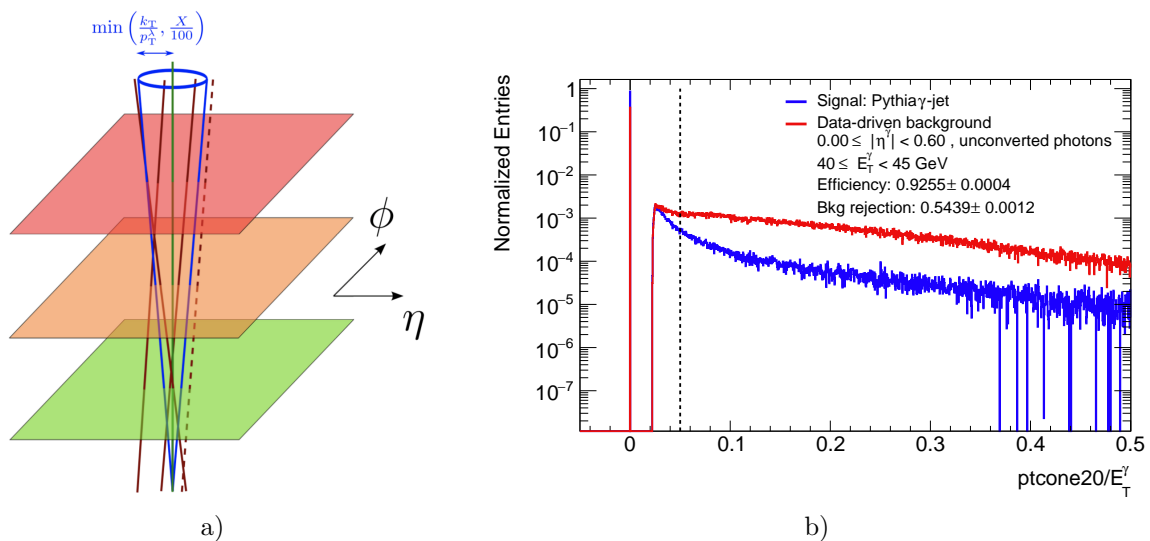 min (k_T/p_T^λ, X/100)
ϕ
η
a)
Normalized Entries
1
10⁻¹
10⁻²
10⁻³
10⁻⁴
10⁻⁵
10⁻⁶
10⁻⁷
Signal: Pythiaγ-jet
Data-driven background
0.00 ≤ |η^γ| < 0.60 , unconverted photons
40 ≤ E_T^γ < 45 GeV
Efficiency: 0.9255± 0.0004
Bkg rejection: 0.5439± 0.0012
0 0.1 0.2 0.3 0.4 0.5
ptcone20/E_T^γ
b)